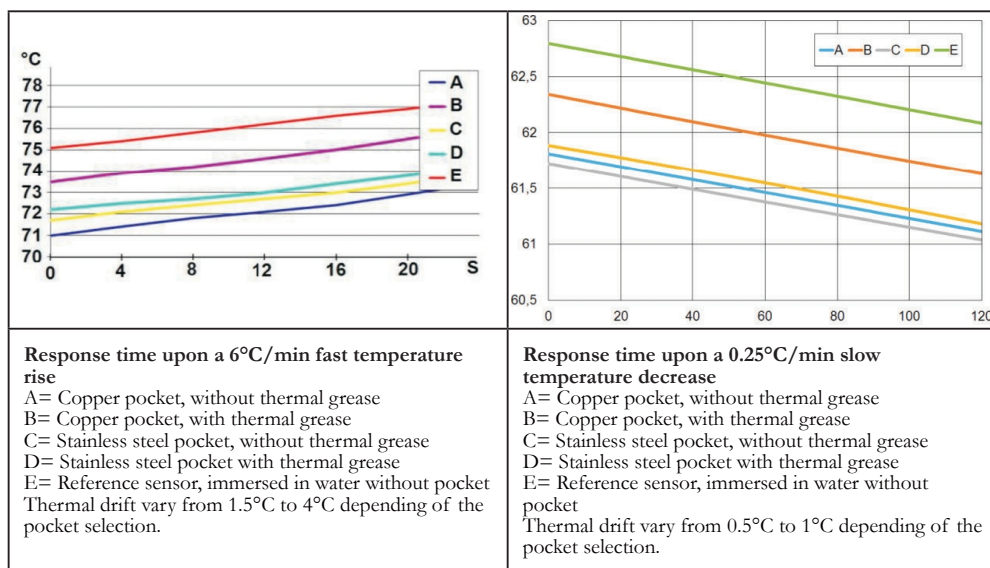 °C
78
77
76
75
74
73
72
71
70
0 4 8 12 16 20 S
A
B
C
D
E
63
62,5
62
61,5
61
60,5
0 20 40 60 80 100 120
A B C D E
Response time upon a 6°C/min fast temperature
rise
A= Copper pocket, without thermal grease
B= Copper pocket, with thermal grease
C= Stainless steel pocket, without thermal grease
D= Stainless steel pocket with thermal grease
E= Reference sensor, immersed in water without pocket
Thermal drift vary from 1.5°C to 4°C depending of the
pocket selection.
Response time upon a 0.25°C/min slow
temperature decrease
A= Copper pocket, without thermal grease
B= Copper pocket, with thermal grease
C= Stainless steel pocket, without thermal grease
D= Stainless steel pocket with thermal grease
E= Reference sensor, immersed in water without
pocket
Thermal drift vary from 0.5°C to 1°C depending of the
pocket selection.